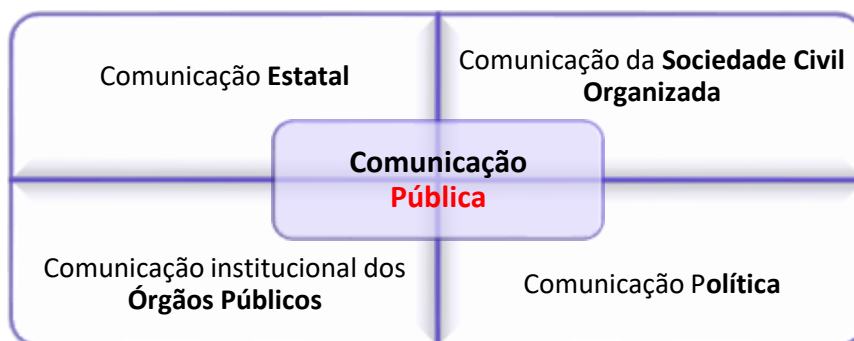 Comunicação Estatal
Comunicação da Sociedade Civil
Organizada
Comunicação
Pública
Comunicação institucional dos
Órgãos Públicos
Comunicação Política